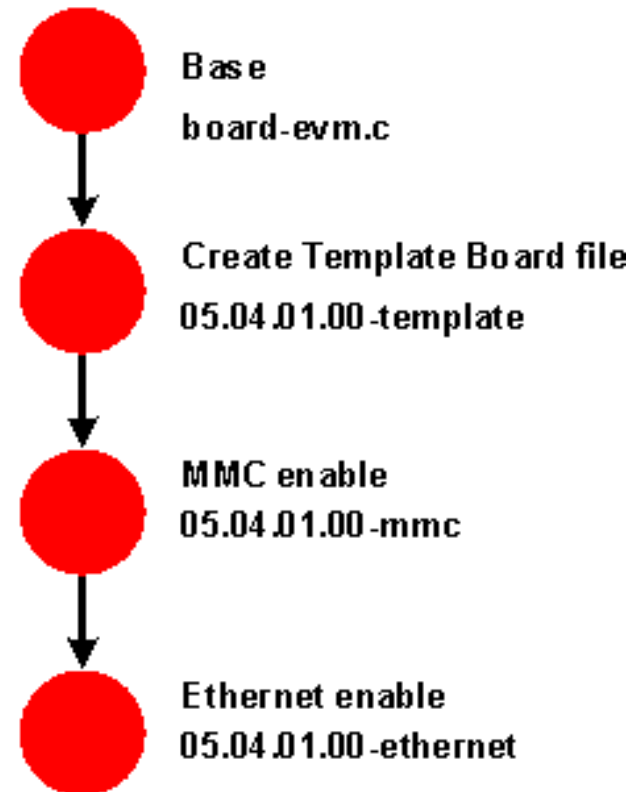 Base
board-evm.c
Create Template Board file
05.04.01.00-template
MMC enable
05.04.01.00-mmc
Ethernet enable
05.04.01.00-ethernet